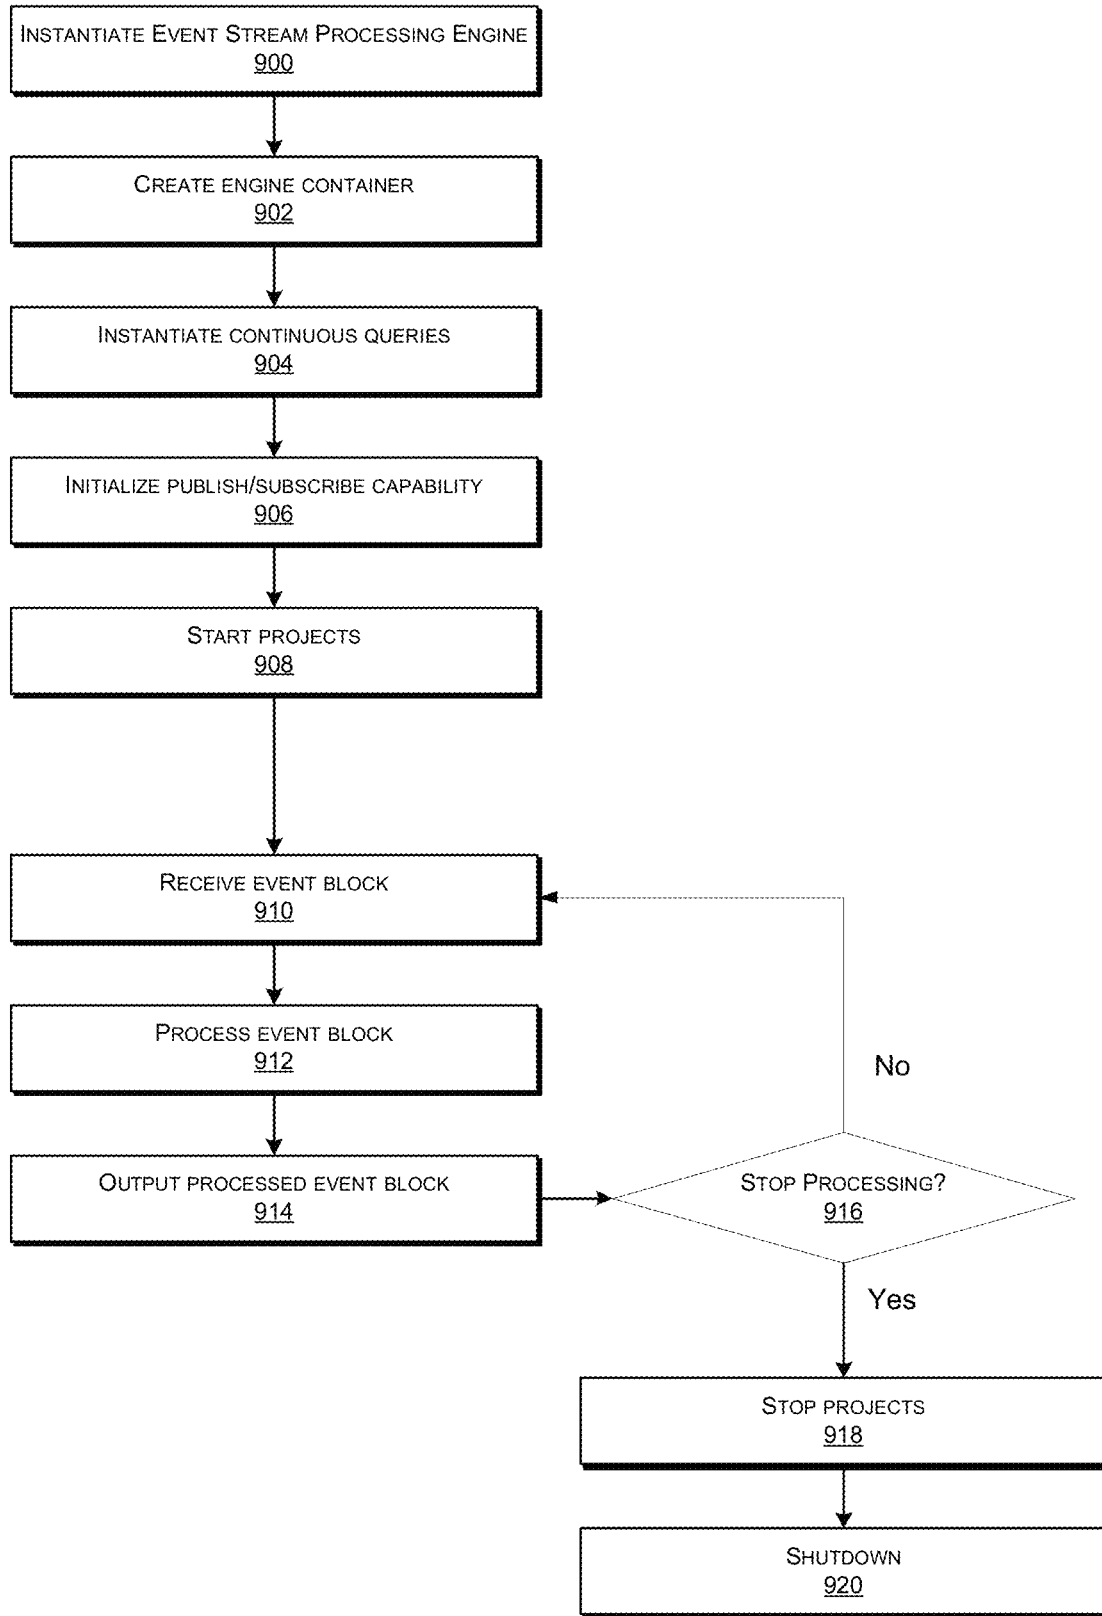 INSTANTIATE EVENT STREAM PROCESSING ENGINE
900
CREATE ENGINE CONTAINER
902
INSTANTIATE CONTINUOUS QUERIES
904
INITIALIZE PUBLISH/SUBSCRIBE CAPABILITY
906
START PROJECTS
908
RECEIVE EVENT BLOCK
910
PROCESS EVENT BLOCK
912
No
OUTPUT PROCESSED EVENT BLOCK
914
STOP PROCESSING?
916
Yes
STOP PROJECTS
918
SHUTDOWN
920